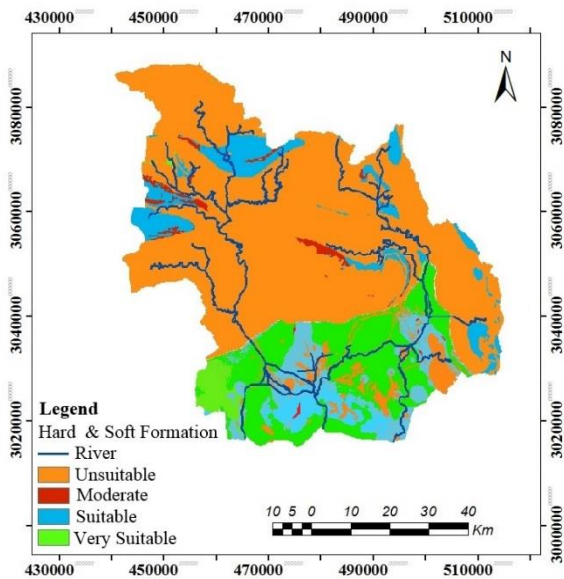 430000 450000 470000 490000 510000
N
3080000 3080000
3060000 3060000
3040000 3040000
3020000 3020000
3000000 3000000
Legend
Hard & Soft Formation
River
Unsuitable
Moderate
Suitable
Very Suitable
10 5 0 10 20 30 40
Km
430000 450000 470000 490000 510000